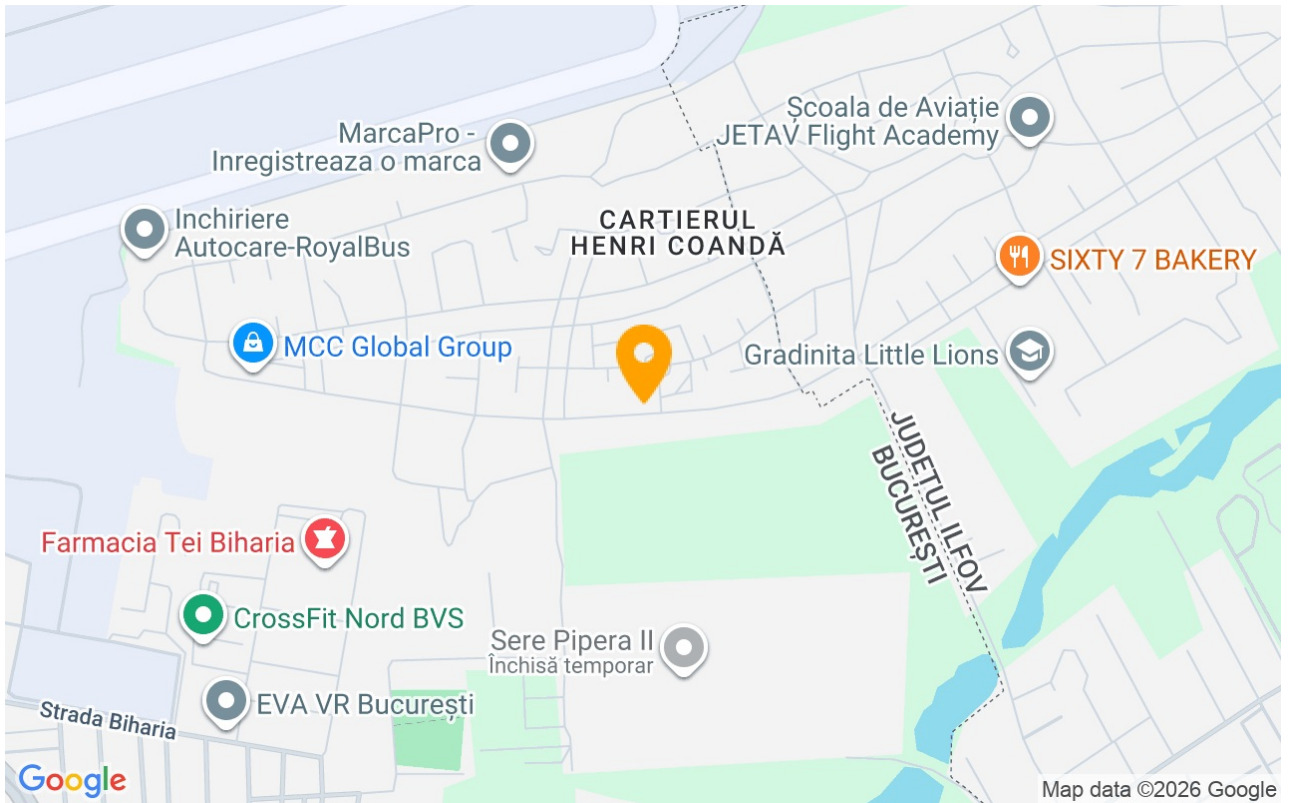 Școala de Aviație
JETAV Flight Academy
MarcaPro -
Inregistreaza o marca
CARTIERUL
HENRI COANDĂ
Inchiriere
Autocare-RoyalBus
SIXTY 7 BAKERY
MCC Global Group
Gradinita Little Lions
JUDEȚUL ILFOV
BUCUREȘTI
Farmacia Tei Biharia
CrossFit Nord BVS
Sere Pipera II
Închisă temporar
EVA VR București
Strada Biharia
Google
Map data ©2026 Google